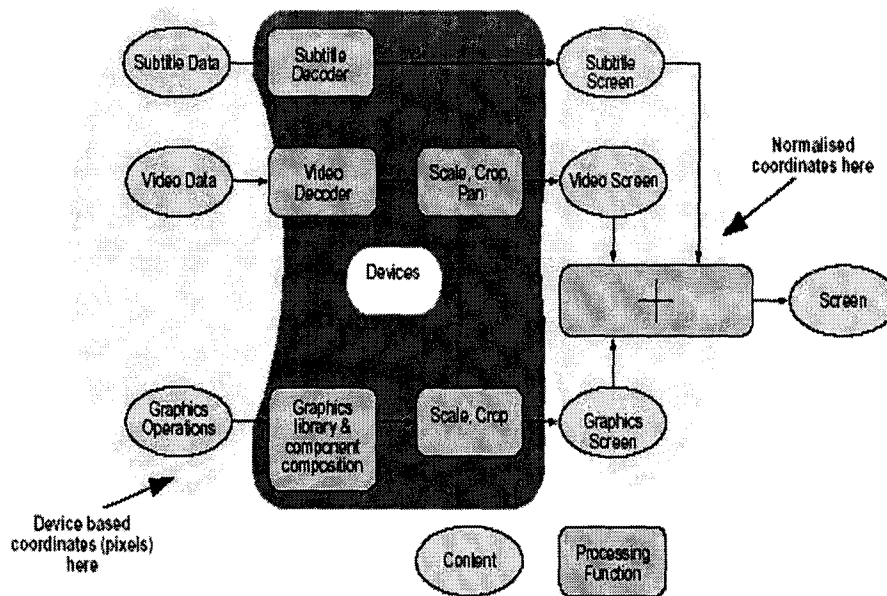 Subtitle Data
Subtitle
Decoder
Subtitle
Screen
Normalised
coordinates here
Video Data
Video
Decoder
Scale, Crop,
Pan
Video Screen
Devices
+
Screen
Graphics
Operations
Graphics
library &
component
composition
Scale, Crop
Graphics
Screen
Device based
coordinates (pixels)
here
Content
Processing
Function